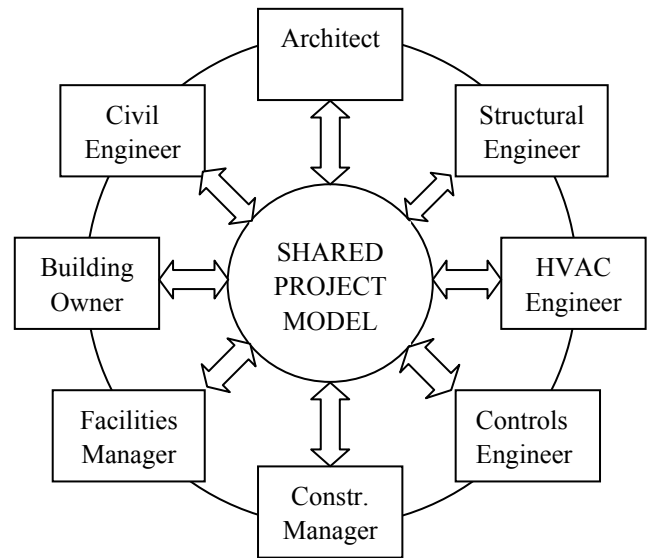 Architect
Civil
Engineer
Structural
Engineer
Building
Owner
SHARED
PROJECT
MODEL
HVAC
Engineer
Facilities
Manager
Controls
Engineer
Constr.
Manager